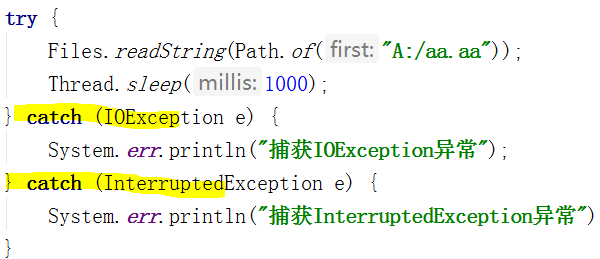 try {
Files.readString(Path.of( first: "A:/aa.aa"));
Thread.sleep( millis: 1000);
} catch (IOException e) {
System.err.println("捕获IOException异常");
} catch (InterruptedException e) {
System.err.println("捕获InterruptedException异常")
}